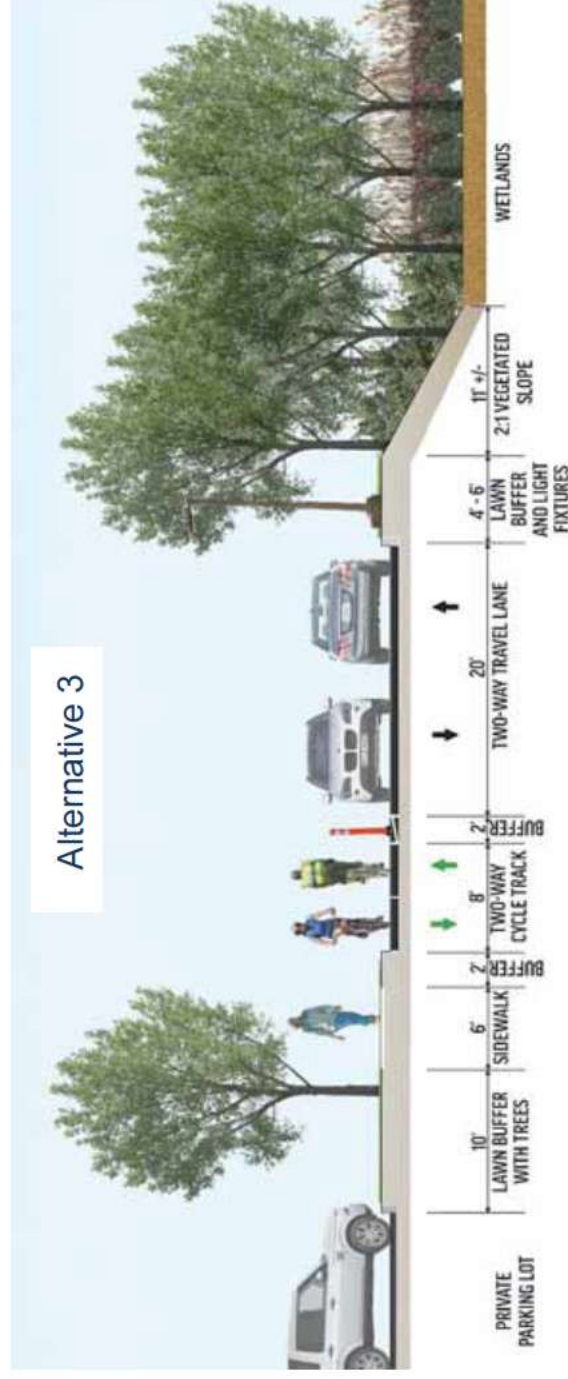 Alternative 3
PRIVATE
PARKING LOT
10'
LAWN BUFFER
WITH TREES
6'
SIDEWALK
2'
BUFFER
8'
TWO-WAY
CYCLE TRACK
2'
BUFFER
20'
TWO-WAY TRAVEL LANE
4' - 6'
LAWN
BUFFER
AND LIGHT
FIXTURES
11' +/-
2:1 VEGETATED
SLOPE
WETLANDS